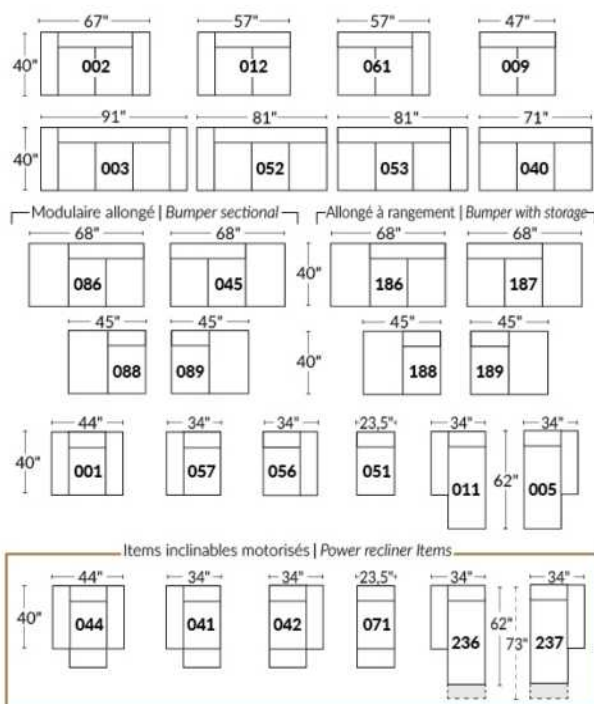 67" 57" 57" 47"
40" 002 012 061 009
91" 81" 81" 71"
40" 003 052 053 040
Modulaire allongé | Bumper sectional Allongé à rangement | Bumper with storage
68" 68" 68" 68"
086 045 40" 186 187
45" 45" 45" 45"
088 089 40" 188 189
44" 34" 34" 23,5" 34" 34"
40" 001 057 056 051 011 62" 005
Items inclinables motorisés | Power recliner Items
44" 34" 34" 23,5" 34" 34"
40" 044 041 042 071 236 62" 73" 237